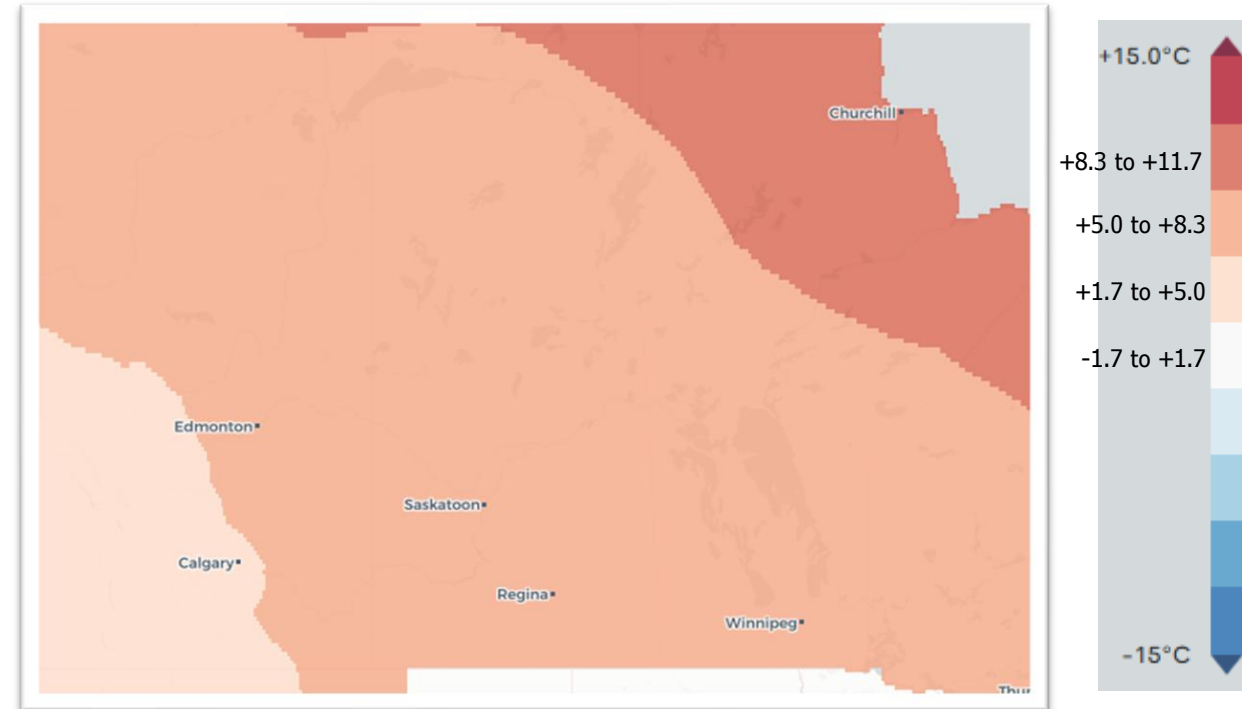 Churchill
Edmonton
Saskatoon
Calgary
Regina
Winnipeg
Thur
+15.0°C
+8.3 to +11.7
+5.0 to +8.3
+1.7 to +5.0
-1.7 to +1.7
-15°C